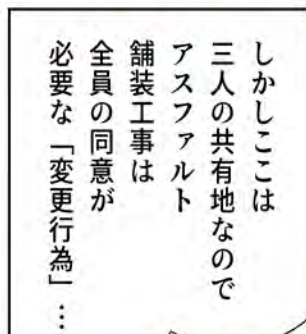 しかしここは
三人の共有地なので
アスファルト
舗装工事は
全員の同意が
必要な「変更行為」…